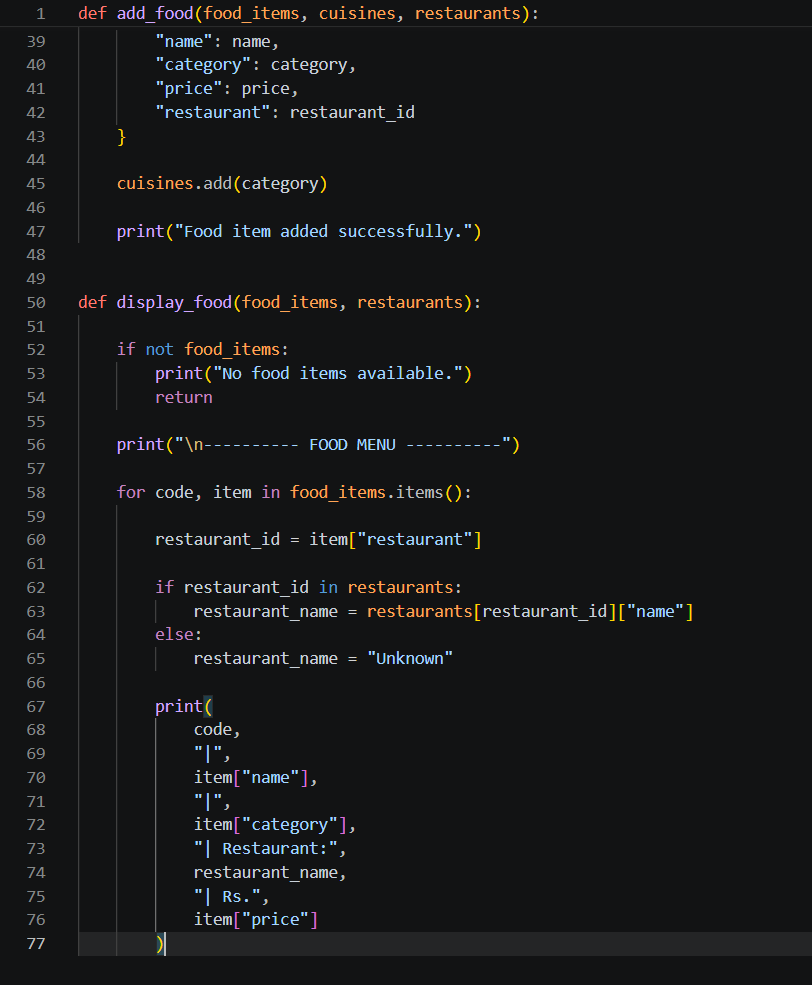 1 def add_food(food_items, cuisines, restaurants):
39 "name": name,
40 "category": category,
41 "price": price,
42 "restaurant": restaurant_id
43 }
44
45 cuisines.add(category)
46
47 print("Food item added successfully.")
48
49
50 def display_food(food_items, restaurants):
51
52 if not food_items:
53 print("No food items available.")
54 return
55
56 print("\n---------- FOOD MENU ----------")
57
58 for code, item in food_items.items():
59
60 restaurant_id = item["restaurant"]
61
62 if restaurant_id in restaurants:
63 restaurant_name = restaurants[restaurant_id]["name"]
64 else:
65 restaurant_name = "Unknown"
66
67 print(
68 code,
69 "|",
70 item["name"],
71 "|",
72 item["category"],
73 "| Restaurant:",
74 restaurant_name,
75 "| Rs.",
76 item["price"]
77 )